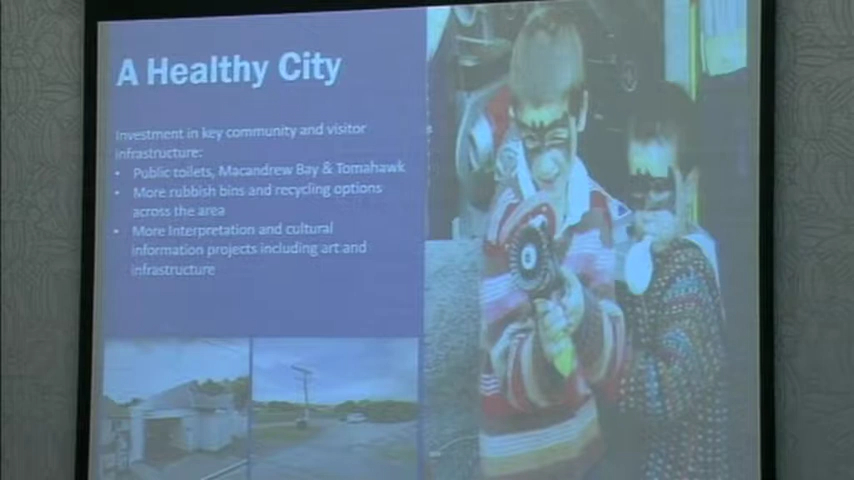 A Healthy City
Investment in key community and visitor
infrastructure:
• Public toilets, Macandrew Bay & Tomahawk
• More rubbish bins and recycling options
across the area
• More Interpretation and cultural
information projects including art and
infrastructure